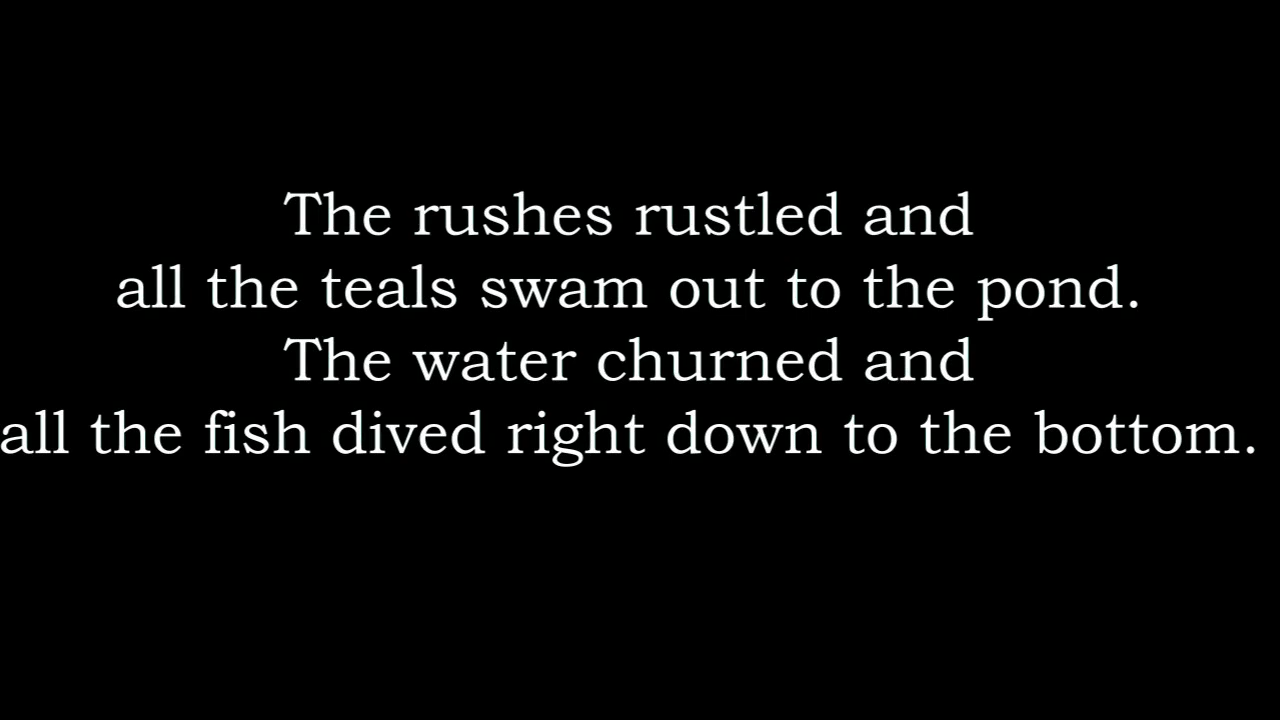 The rushes rustled and
all the teals swam out to the pond.
The water churned and
all the fish dived right down to the bottom.